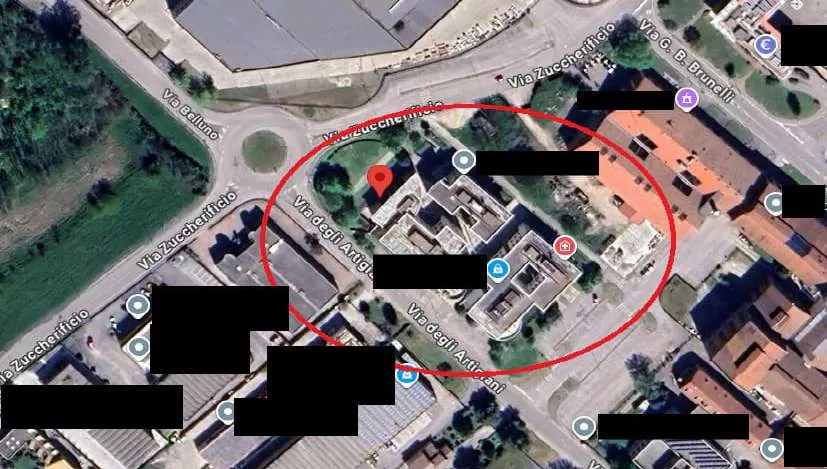 Via Zuccherificio
Via G. B. Brunelli
Via Belluno
Via Zuccherificio
Via Zuccherificio
Via degli Artigiani
Via degli Artigiani
Via Zuccherificio
€